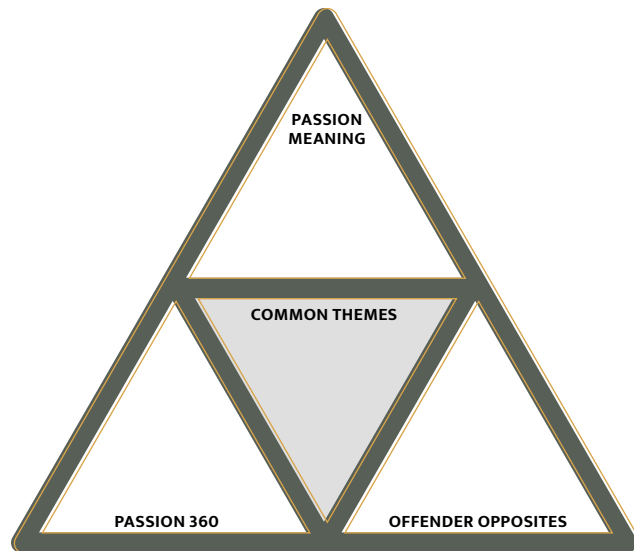 PASSION
MEANING
COMMON THEMES
PASSION 360
OFFENDER OPPOSITES